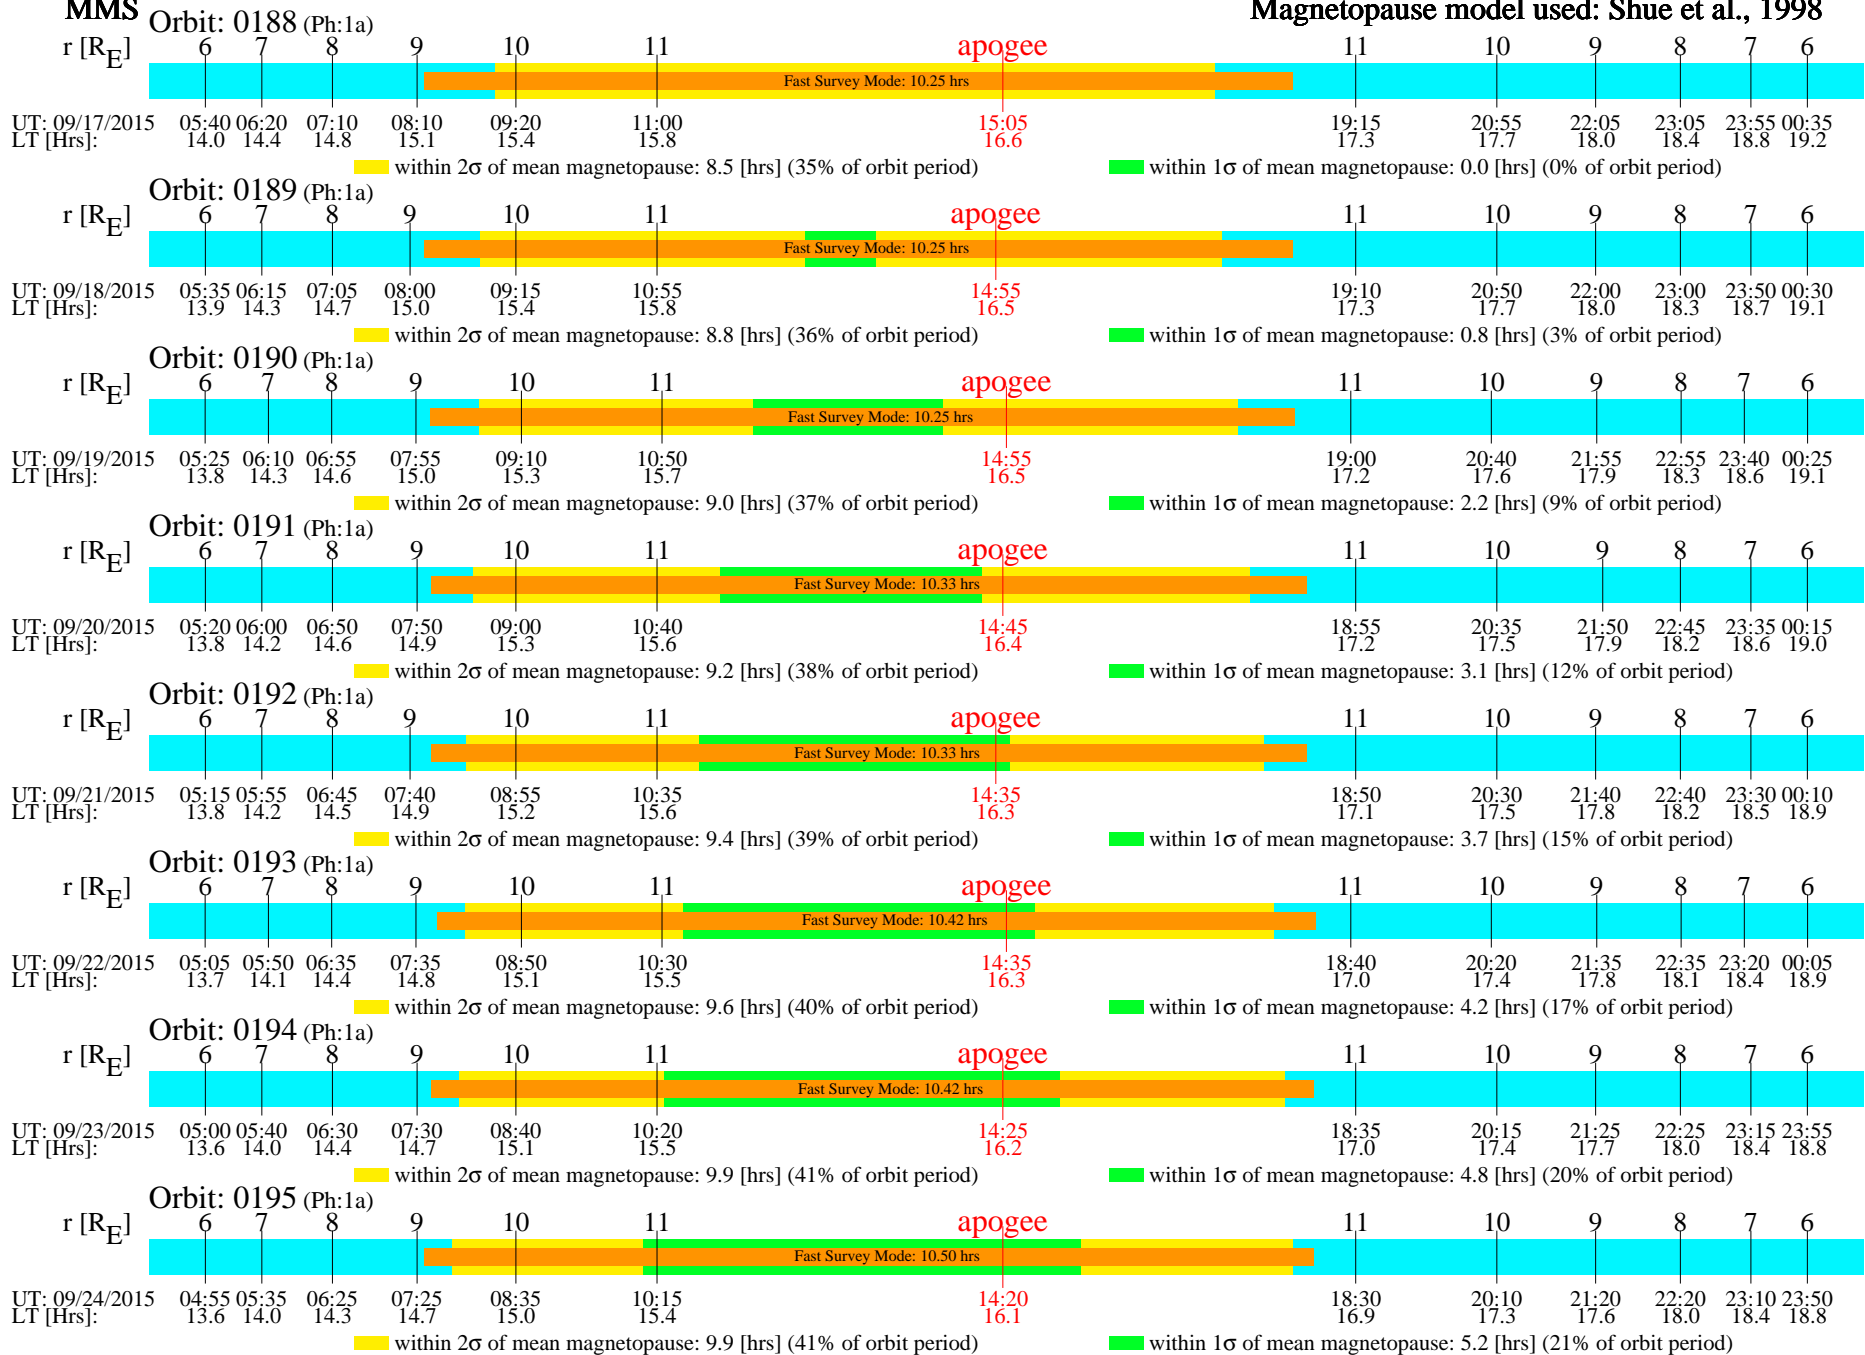 MMS Magnetopause model used: Shue et al., 1998
Orbit: 0188 (Ph:1a)
r [RE] 6 7 8 9 10 11 apogee 11 10 9 8 7 6
Fast Survey Mode: 10.25 hrs
UT: 09/17/2015 05:40 06:20 07:10 08:10 09:20 11:00 15:05 19:15 20:55 22:05 23:05 23:55 00:35
LT [Hrs]: 14.0 14.4 14.8 15.1 15.4 15.8 16.6 17.3 17.7 18.0 18.4 18.8 19.2
within 2σ of mean magnetopause: 8.5 [hrs] (35% of orbit period) within 1σ of mean magnetopause: 0.0 [hrs] (0% of orbit period)
Orbit: 0189 (Ph:1a)
r [RE] 6 7 8 9 10 11 apogee 11 10 9 8 7 6
Fast Survey Mode: 10.25 hrs
UT: 09/18/2015 05:35 06:15 07:05 08:00 09:15 10:55 14:55 19:10 20:50 22:00 23:00 23:50 00:30
LT [Hrs]: 13.9 14.3 14.7 15.0 15.4 15.8 16.5 17.3 17.7 18.0 18.3 18.7 19.1
within 2σ of mean magnetopause: 8.8 [hrs] (36% of orbit period) within 1σ of mean magnetopause: 0.8 [hrs] (3% of orbit period)
Orbit: 0190 (Ph:1a)
r [RE] 6 7 8 9 10 11 apogee 11 10 9 8 7 6
Fast Survey Mode: 10.25 hrs
UT: 09/19/2015 05:25 06:10 06:55 07:55 09:10 10:50 14:55 19:00 20:40 21:55 22:55 23:40 00:25
LT [Hrs]: 13.8 14.3 14.6 15.0 15.3 15.7 16.5 17.2 17.6 17.9 18.3 18.6 19.1
within 2σ of mean magnetopause: 9.0 [hrs] (37% of orbit period) within 1σ of mean magnetopause: 2.2 [hrs] (9% of orbit period)
Orbit: 0191 (Ph:1a)
r [RE] 6 7 8 9 10 11 apogee 11 10 9 8 7 6
Fast Survey Mode: 10.33 hrs
UT: 09/20/2015 05:20 06:00 06:50 07:50 09:00 10:40 14:45 18:55 20:35 21:50 22:45 23:35 00:15
LT [Hrs]: 13.8 14.2 14.6 14.9 15.3 15.6 16.4 17.2 17.5 17.9 18.2 18.6 19.0
within 2σ of mean magnetopause: 9.2 [hrs] (38% of orbit period) within 1σ of mean magnetopause: 3.1 [hrs] (12% of orbit period)
Orbit: 0192 (Ph:1a)
r [RE] 6 7 8 9 10 11 apogee 11 10 9 8 7 6
Fast Survey Mode: 10.33 hrs
UT: 09/21/2015 05:15 05:55 06:45 07:40 08:55 10:35 14:35 18:50 20:30 21:40 22:40 23:30 00:10
LT [Hrs]: 13.8 14.2 14.5 14.9 15.2 15.6 16.3 17.1 17.5 17.8 18.2 18.5 18.9
within 2σ of mean magnetopause: 9.4 [hrs] (39% of orbit period) within 1σ of mean magnetopause: 3.7 [hrs] (15% of orbit period)
Orbit: 0193 (Ph:1a)
r [RE] 6 7 8 9 10 11 apogee 11 10 9 8 7 6
Fast Survey Mode: 10.42 hrs
UT: 09/22/2015 05:05 05:50 06:35 07:35 08:50 10:30 14:35 18:40 20:20 21:35 22:35 23:20 00:05
LT [Hrs]: 13.7 14.1 14.4 14.8 15.1 15.5 16.3 17.0 17.4 17.8 18.1 18.4 18.9
within 2σ of mean magnetopause: 9.6 [hrs] (40% of orbit period) within 1σ of mean magnetopause: 4.2 [hrs] (17% of orbit period)
Orbit: 0194 (Ph:1a)
r [RE] 6 7 8 9 10 11 apogee 11 10 9 8 7 6
Fast Survey Mode: 10.42 hrs
UT: 09/23/2015 05:00 05:40 06:30 07:30 08:40 10:20 14:25 18:35 20:15 21:25 22:25 23:15 23:55
LT [Hrs]: 13.6 14.0 14.4 14.7 15.1 15.5 16.2 17.0 17.4 17.7 18.0 18.4 18.8
within 2σ of mean magnetopause: 9.9 [hrs] (41% of orbit period) within 1σ of mean magnetopause: 4.8 [hrs] (20% of orbit period)
Orbit: 0195 (Ph:1a)
r [RE] 6 7 8 9 10 11 apogee 11 10 9 8 7 6
Fast Survey Mode: 10.50 hrs
UT: 09/24/2015 04:55 05:35 06:25 07:25 08:35 10:15 14:20 18:30 20:10 21:20 22:20 23:10 23:50
LT [Hrs]: 13.6 14.0 14.3 14.7 15.0 15.4 16.1 16.9 17.3 17.6 18.0 18.4 18.8
within 2σ of mean magnetopause: 9.9 [hrs] (41% of orbit period) within 1σ of mean magnetopause: 5.2 [hrs] (21% of orbit period)